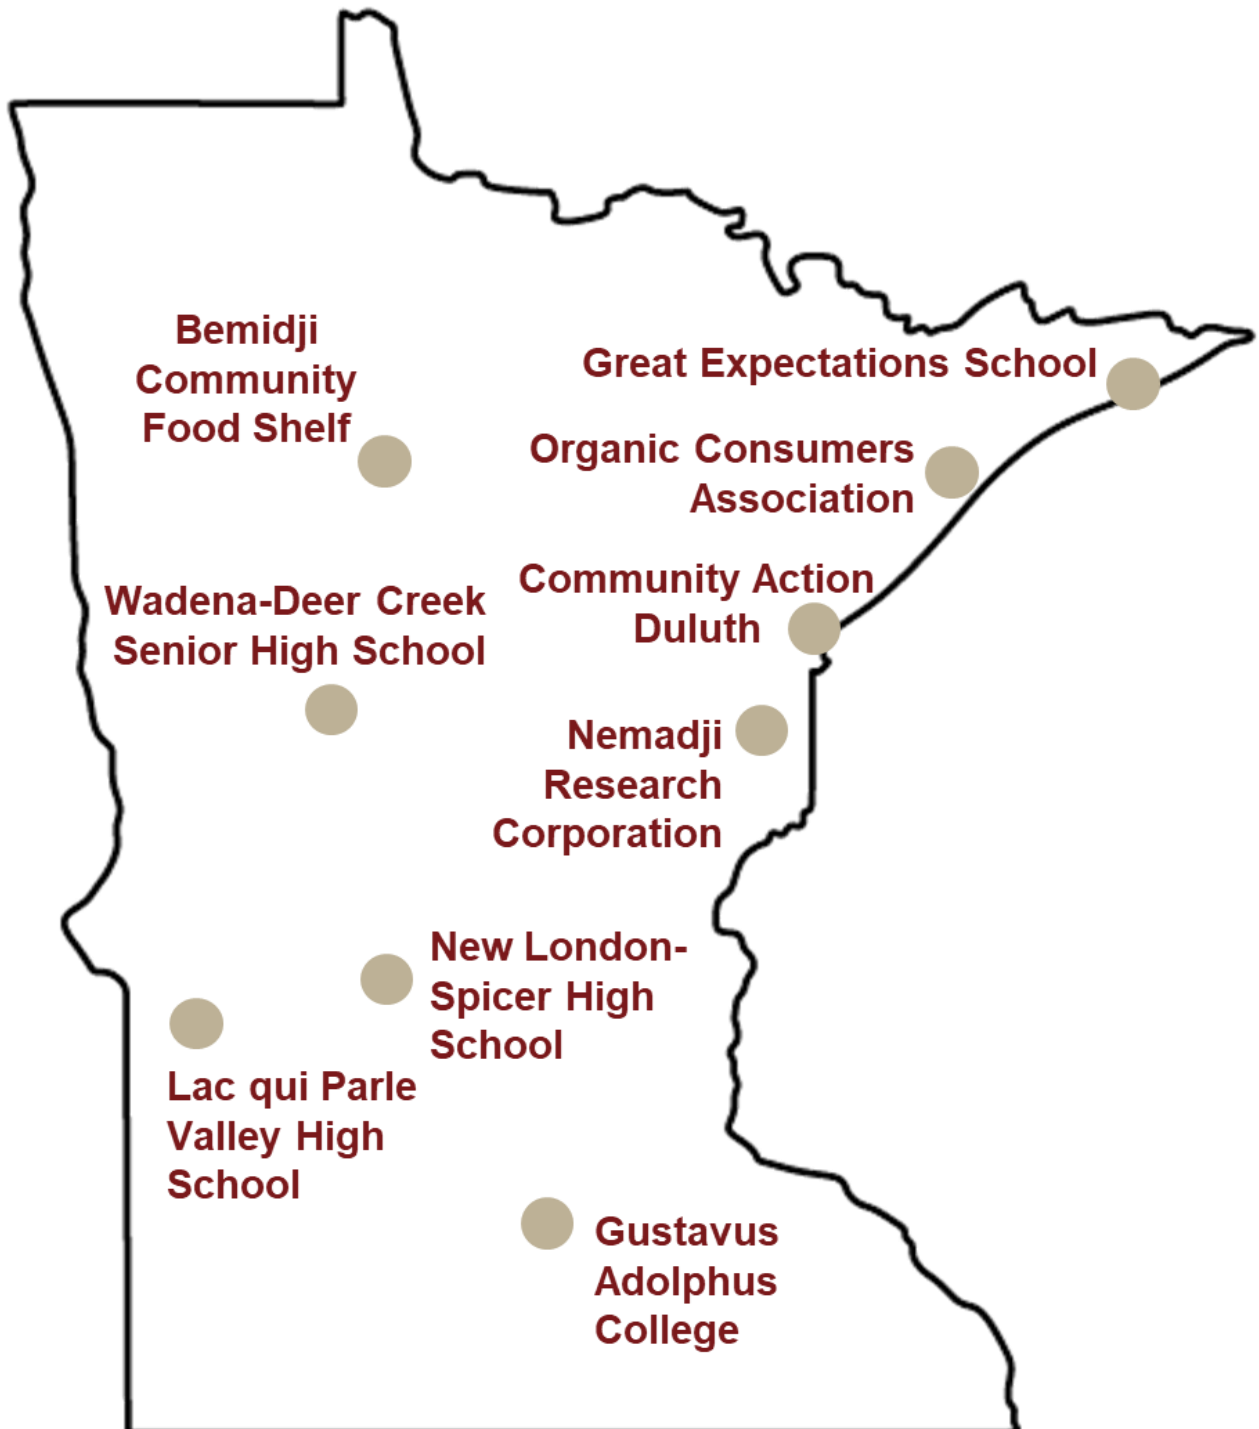 Bemidji
Community
Food Shelf
Great Expectations School
Organic Consumers
Association
Community Action
Duluth
Wadena-Deer Creek
Senior High School
Nemadji
Research
Corporation
New London-
Spicer High
School
Lac qui Parle
Valley High
School
Gustavus
Adolphus
College